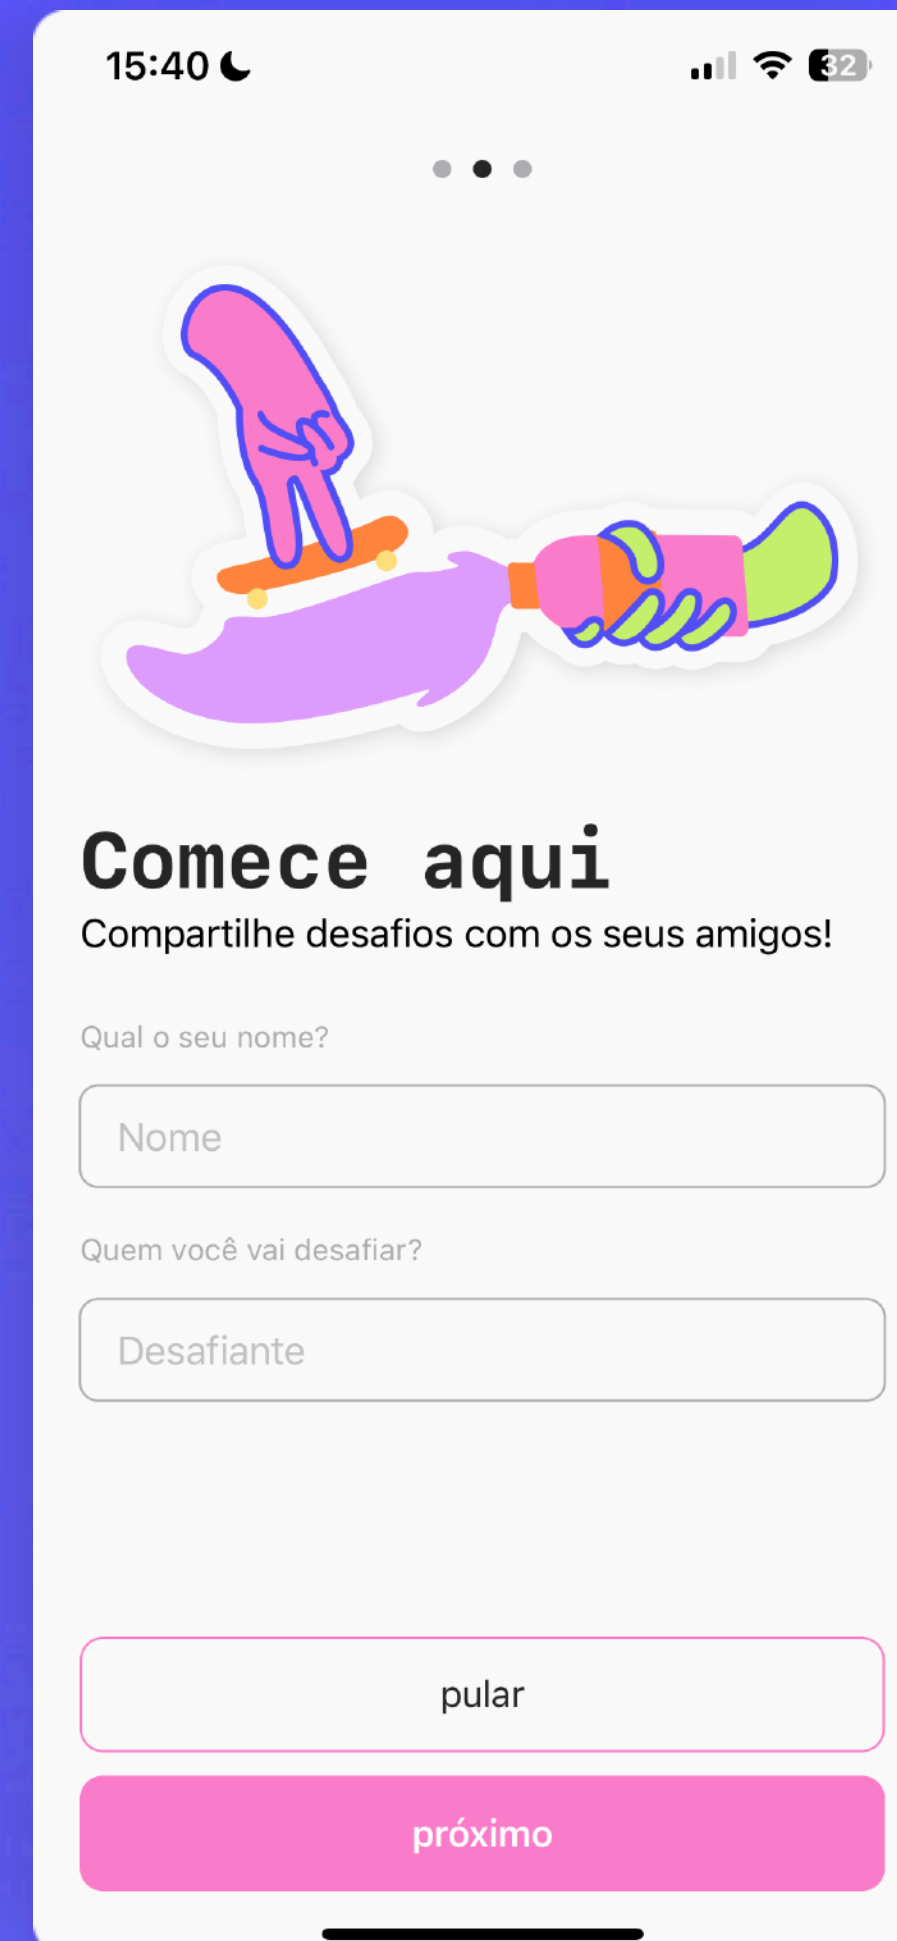 15:40
32
Comece aqui
Compartilhe desafios com os seus amigos!
Qual o seu nome?
Nome
Quem você vai desafiar?
Desafiante
pular
próximo